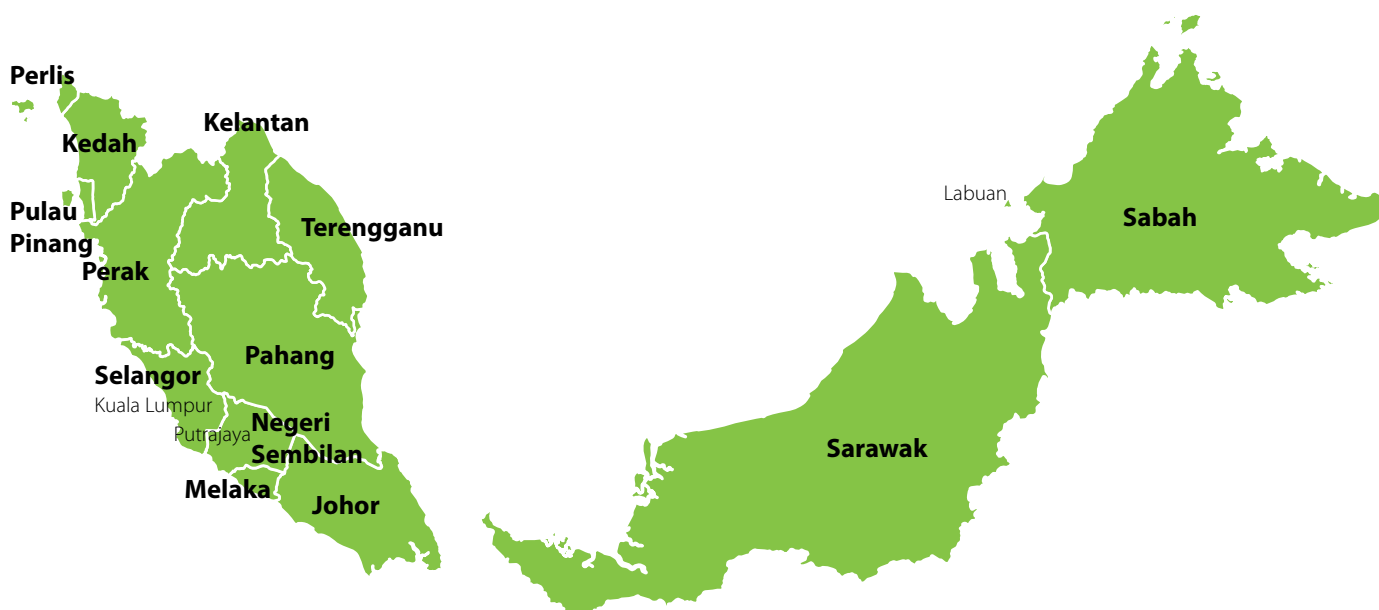 Perlis
Kelantan
Kedah
Labuan
Pulau
Pinang
Terengganu
Sabah
Perak
Pahang
Selangor
Kuala Lumpur
Negeri
Sembilan
Putrajaya
Sarawak
Melaka
Johor